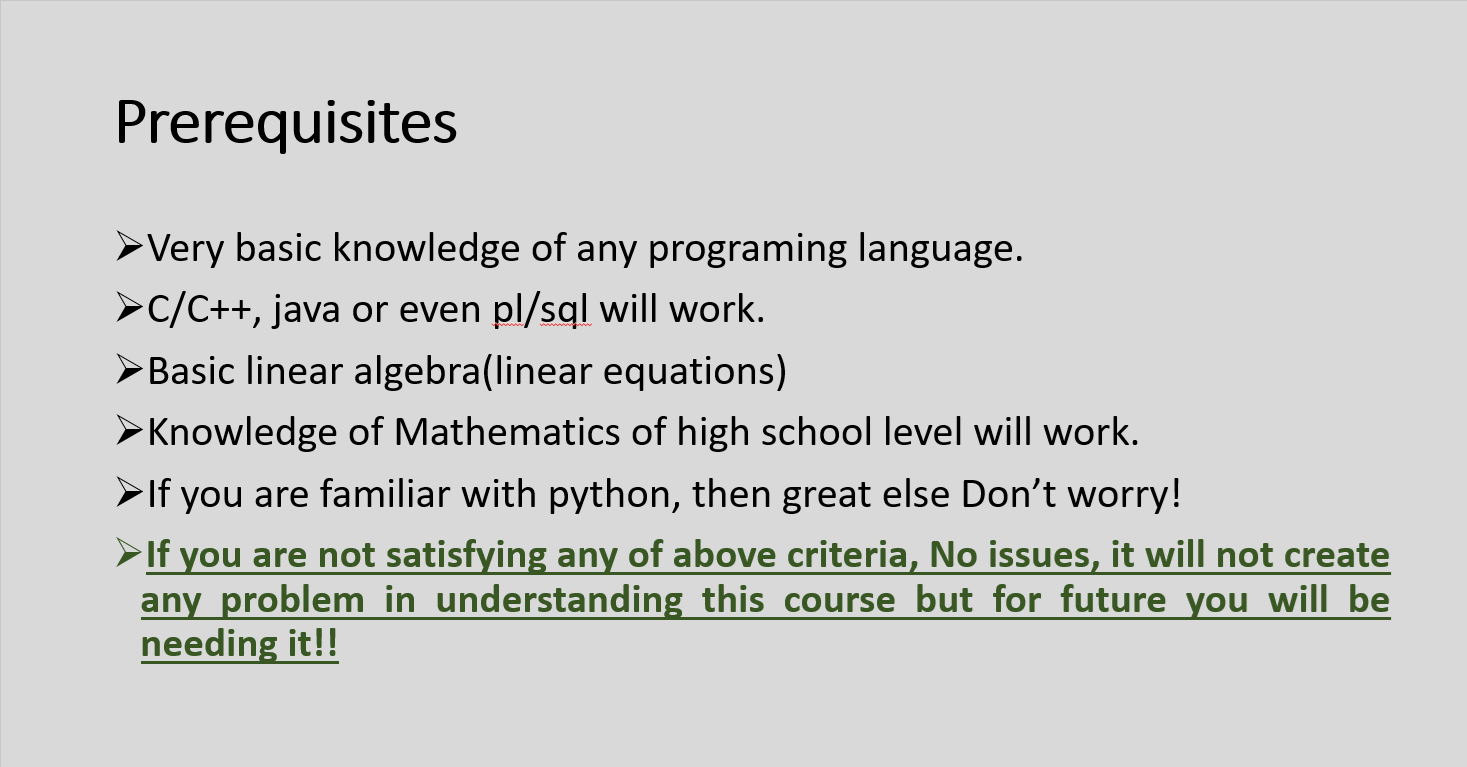 Prerequisites
➢Very basic knowledge of any programing language.
➢C/C++, java or even pl/sql will work.
➢Basic linear algebra(linear equations)
➢Knowledge of Mathematics of high school level will work.
➢If you are familiar with python, then great else Don’t worry!
➢If you are not satisfying any of above criteria, No issues, it will not create
any problem in understanding this course but for future you will be
needing it!!